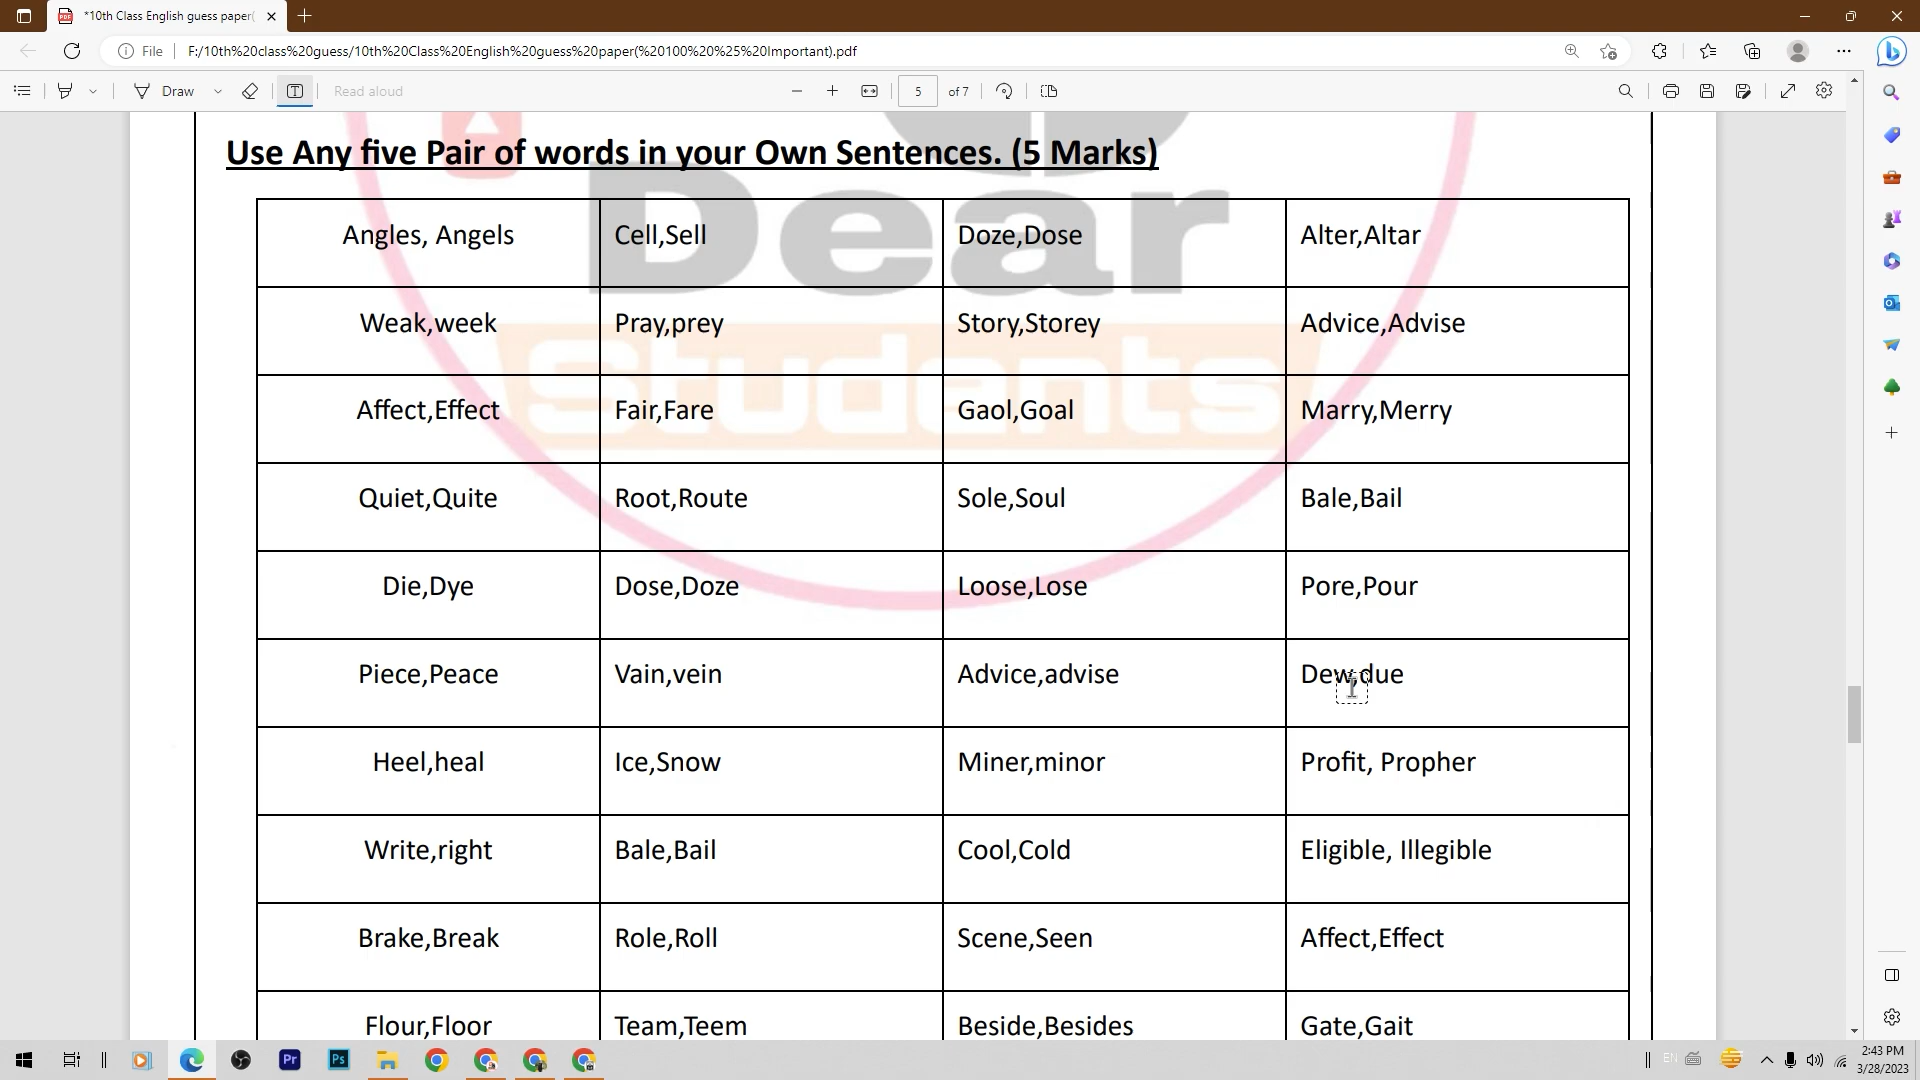 *10th Class English guess paper(
File
F:/10th%20class%20guess/10th%20Class%20English%20guess%20paper(%20100%20%25%20Important).pdf
Draw
Read aloud
5 of 7
Use Any five Pair of words in your Own Sentences. (5 Marks)
Dear
Students
Angles, Angels Cell,Sell Doze,Dose Alter,Altar
Weak,week Pray,prey Story,Storey Advice,Advise
Affect,Effect Fair,Fare Gaol,Goal Marry,Merry
Quiet,Quite Root,Route Sole,Soul Bale,Bail
Die,Dye Dose,Doze Loose,Lose Pore,Pour
Piece,Peace Vain,vein Advice,advise Dew,due
Heel,heal Ice,Snow Miner,minor Profit, Propher
Write,right Bale,Bail Cool,Cold Eligible, Illegible
Brake,Break Role,Roll Scene,Seen Affect,Effect
Flour,Floor Team,Teem Beside,Besides Gate,Gait
Pr Ps
EN
2:43 PM
3/28/2023